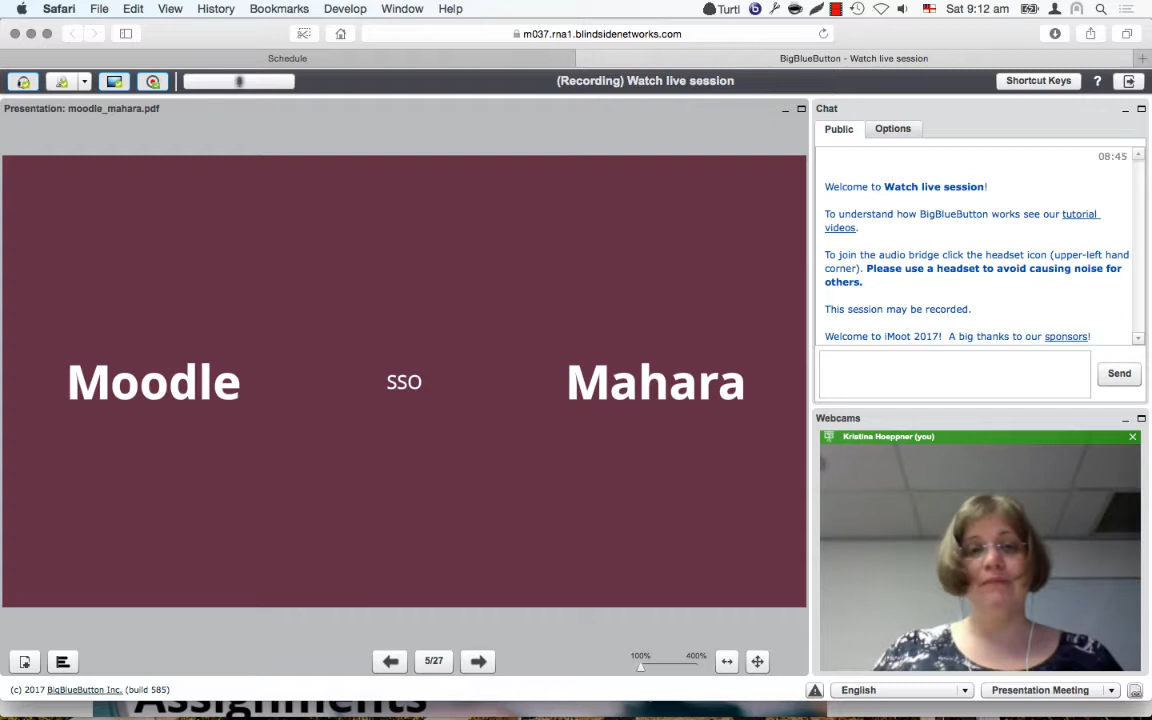 Safari File Edit View History Bookmarks Develop Window Help Turtl Sat 9:12 am
m037.rna1.blindsidenetworks.com
Schedule BigBlueButton - Watch live session
(Recording) Watch live session Shortcut Keys ?
Presentation: moodle_mahara.pdf
Moodle SSO Mahara
100% 400%
5/27
Chat
Public Options
08:45
Welcome to Watch live session!
To understand how BigBlueButton works see our tutorial
videos.
To join the audio bridge click the headset icon (upper-left hand
corner). Please use a headset to avoid causing noise for
others.
This session may be recorded.
Welcome to iMoot 2017! A big thanks to our sponsors!
Send
Webcams
Kristina Hoeppner (you)
(c) 2017 BigBlueButton Inc. (build 585) English Presentation Meeting
Assignments